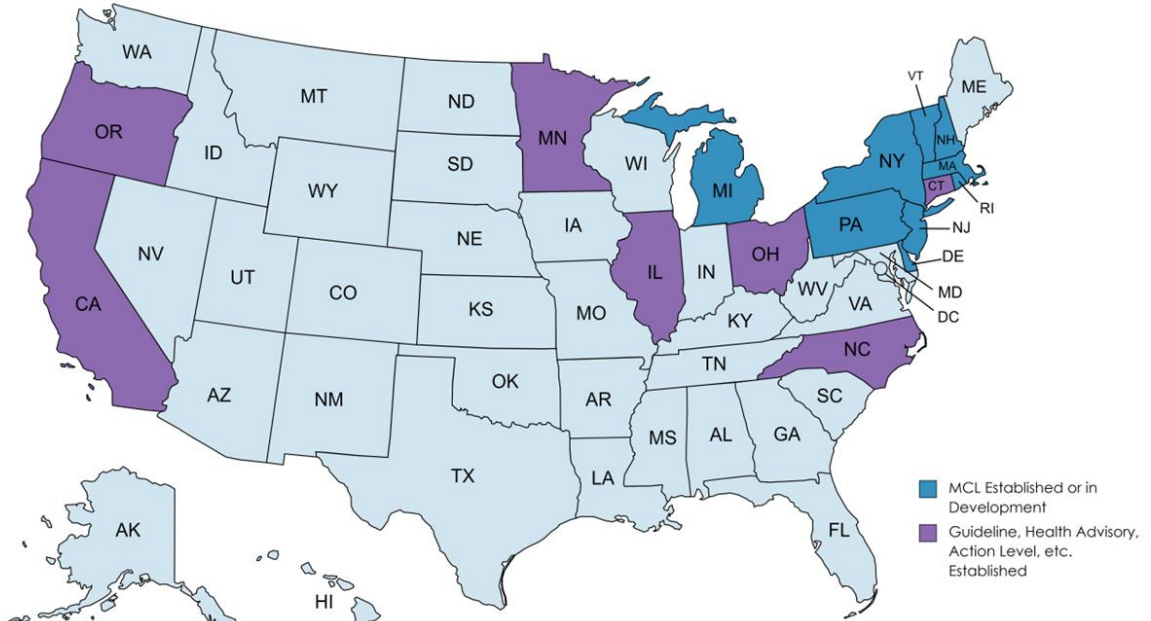 WA
MT
ND
MN
VT
ME
OR
ID
SD
WI
NH
NY
MA
WY
MI
CT
RI
IA
PA
NJ
NV
NE
OH
DE
UT
CO
IL
IN
WV
MD
CA
KS
MO
VA
DC
KY
NC
TN
AZ
NM
OK
AR
SC
MS
AL
GA
TX
LA
MCL Established or in
Development
AK
FL
Guideline, Health Advisory,
Action Level, etc.
Established
HI